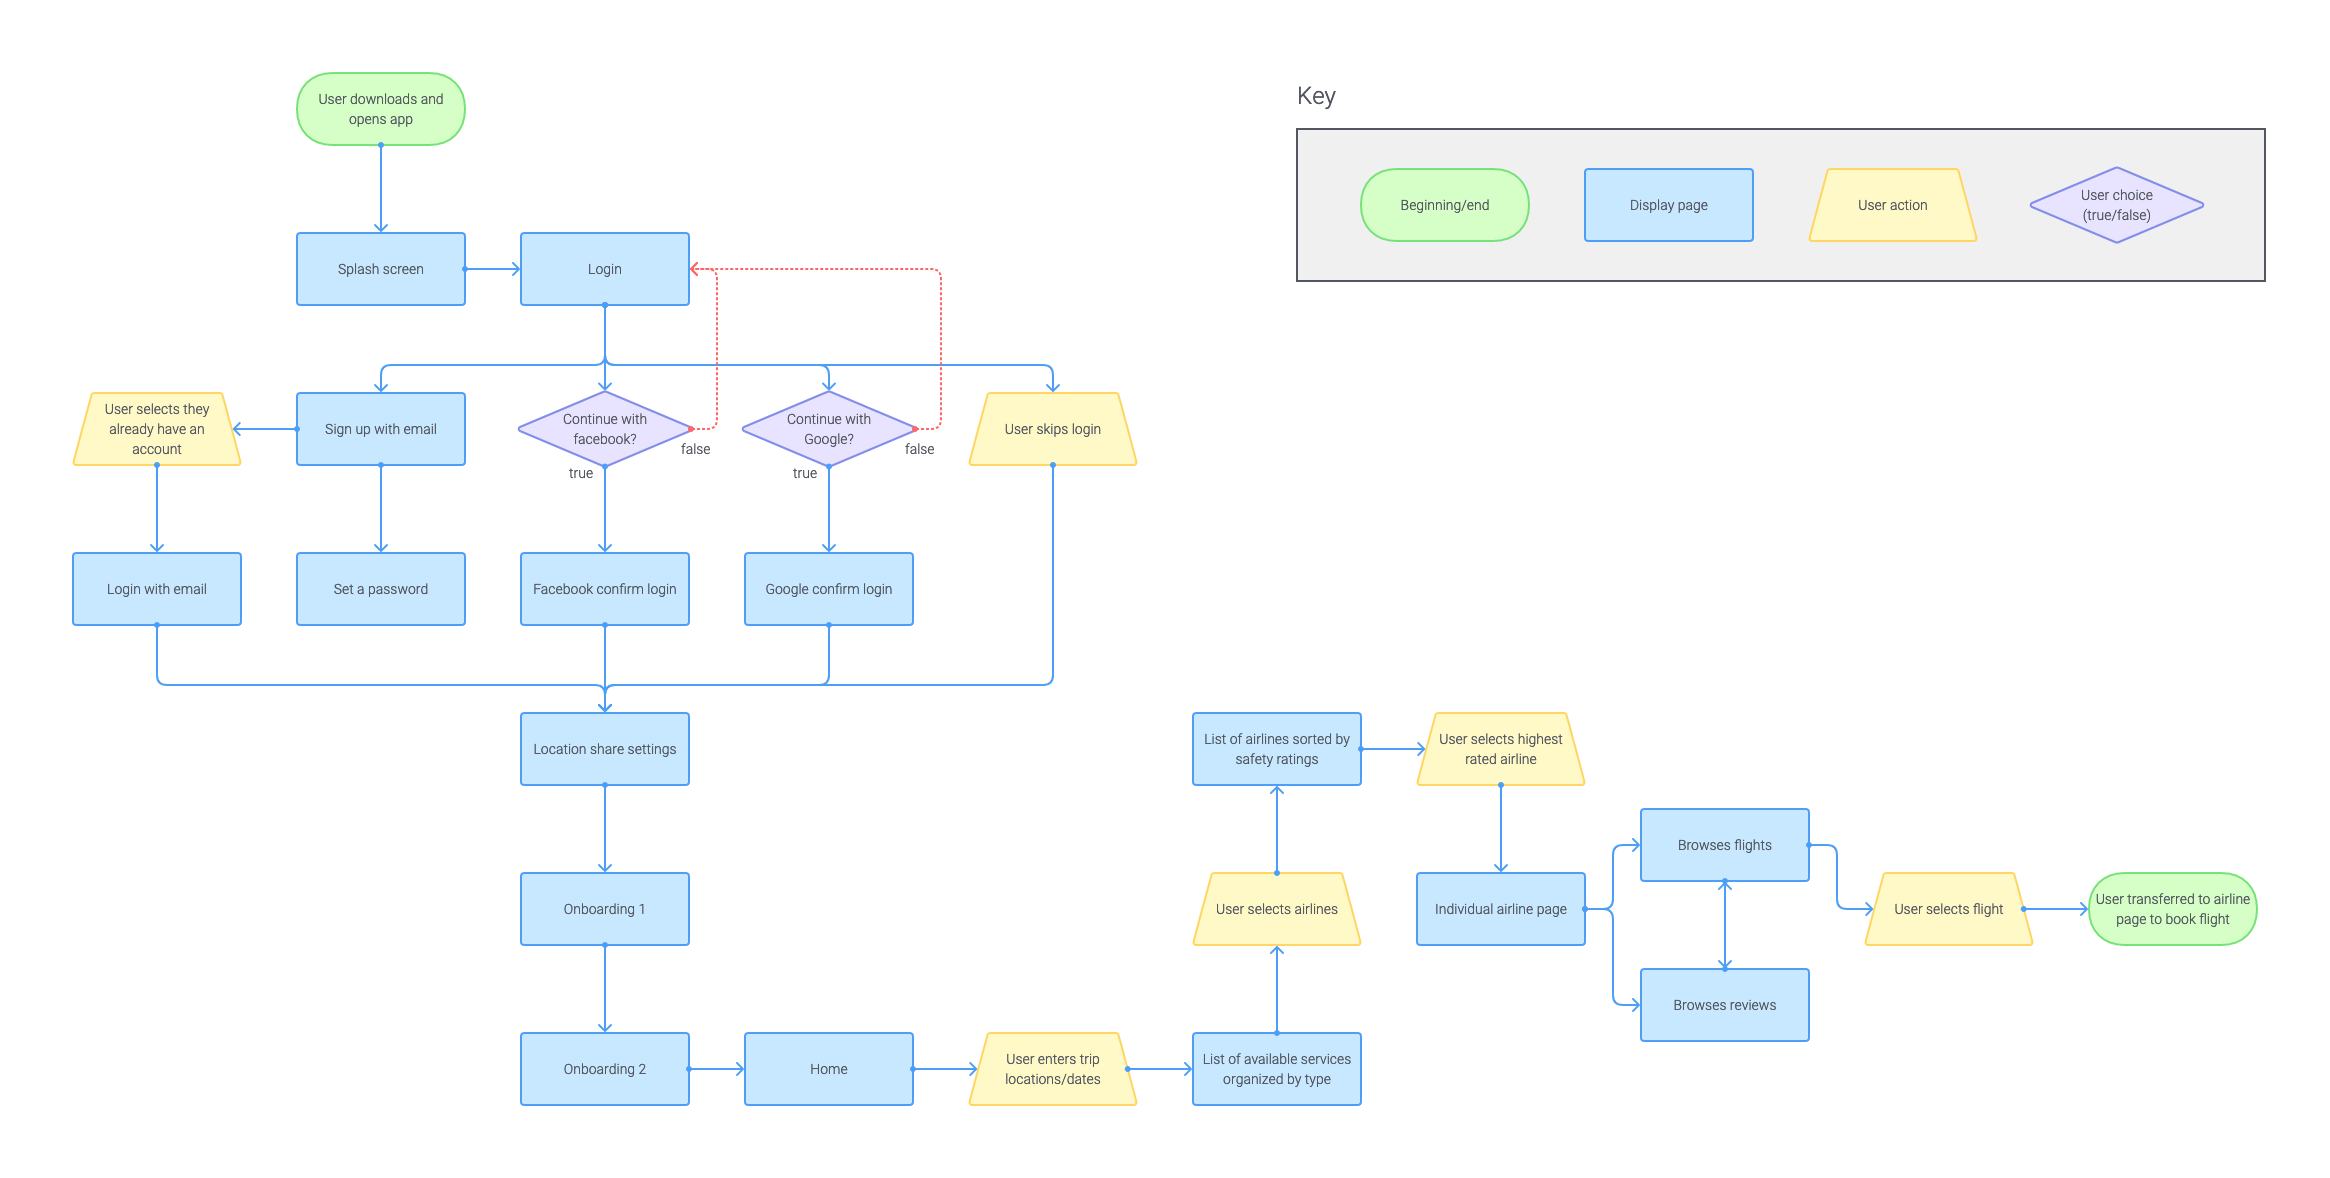 User downloads and
opens app
Key
Beginning/end
Display page
User action
User choice
(true/false)
Splash screen
Login
User selects they
already have an
account
Sign up with email
Continue with
facebook?
false
true
Continue with
Google?
false
true
User skips login
Login with email
Set a password
Facebook confirm login
Google confirm login
Location share settings
Onboarding 1
Onboarding 2
Home
User enters trip
locations/dates
List of available services
organized by type
User selects airlines
List of airlines sorted by
safety ratings
User selects highest
rated airline
Individual airline page
Browses flights
Browses reviews
User selects flight
User transferred to airline
page to book flight